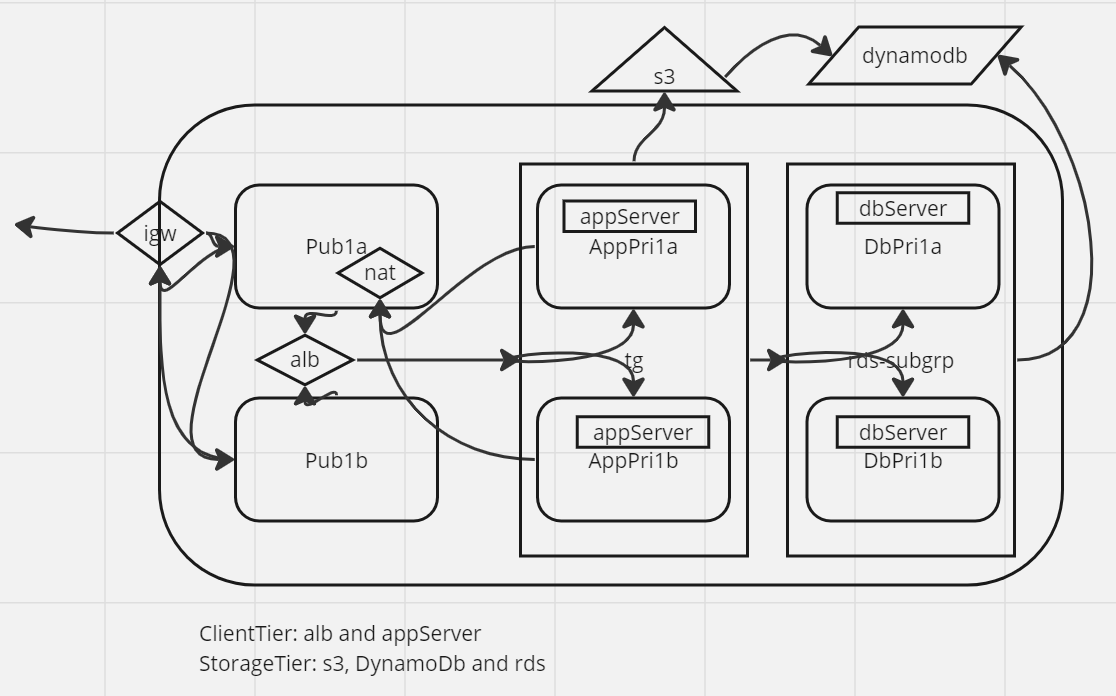 s3
dynamodb
igw
Pub1a
nat
appServer
AppPri1a
dbServer
DbPri1a
alb
tg
rds-subgrp
Pub1b
appServer
AppPri1b
dbServer
DbPri1b
ClientTier: alb and appServer
StorageTier: s3, DynamoDb and rds